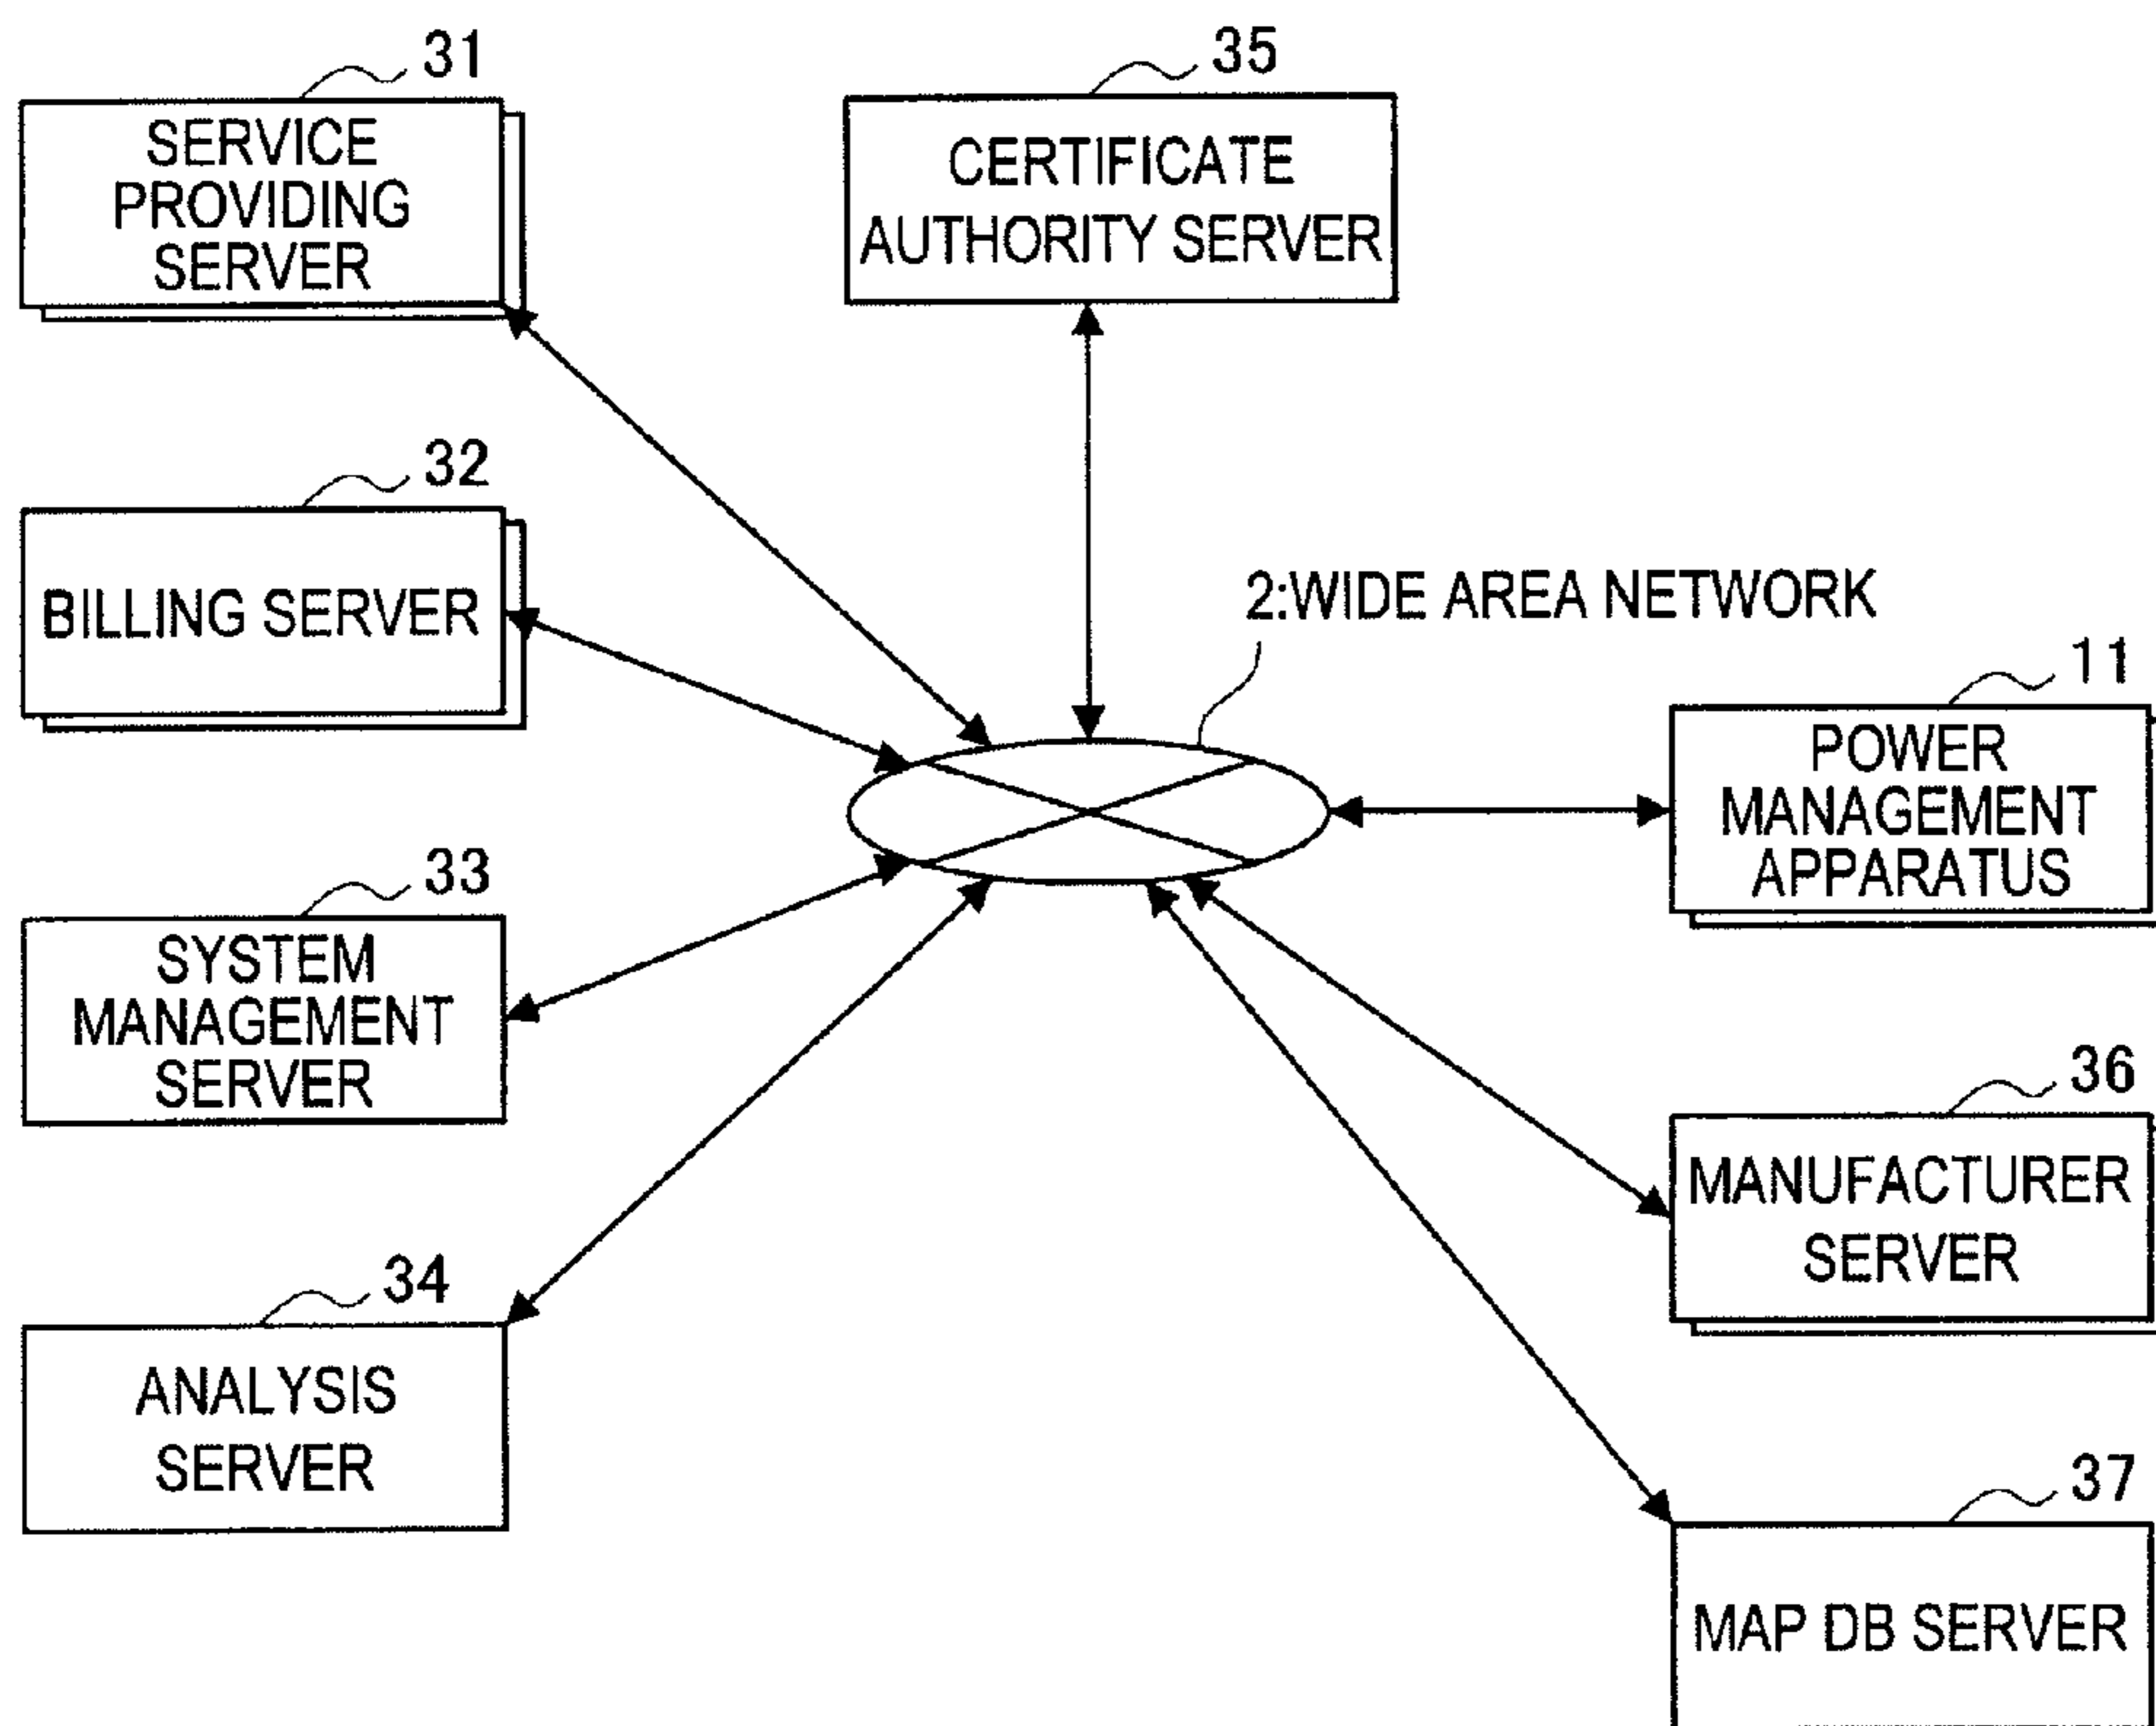 31
SERVICE
PROVIDING
SERVER
35
CERTIFICATE
AUTHORITY SERVER
32
BILLING SERVER
2:WIDE AREA NETWORK
11
POWER
MANAGEMENT
APPARATUS
33
SYSTEM
MANAGEMENT
SERVER
36
MANUFACTURER
SERVER
34
ANALYSIS
SERVER
37
MAP DB SERVER